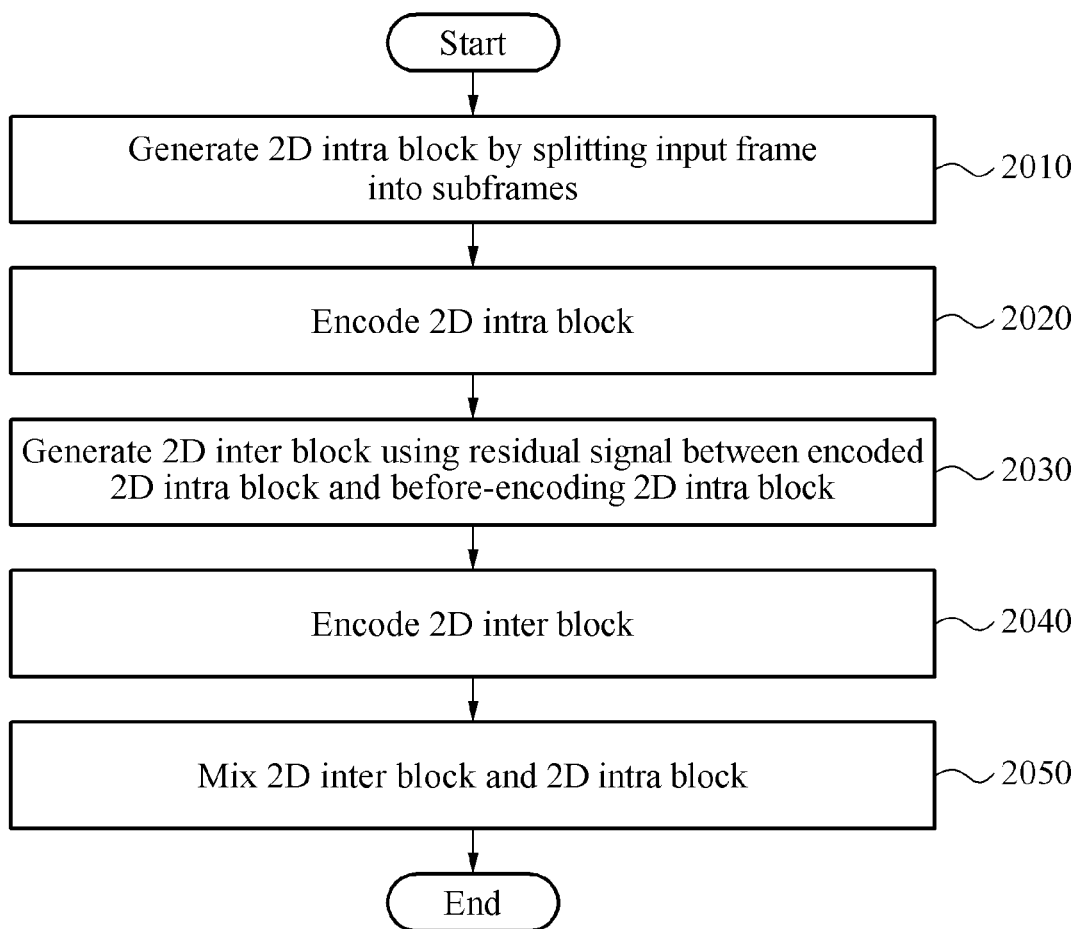 Start
Generate 2D intra block by splitting input frame
into subframes
2010
Encode 2D intra block
2020
Generate 2D inter block using residual signal between encoded
2D intra block and before-encoding 2D intra block
2030
Encode 2D inter block
2040
Mix 2D inter block and 2D intra block
2050
End